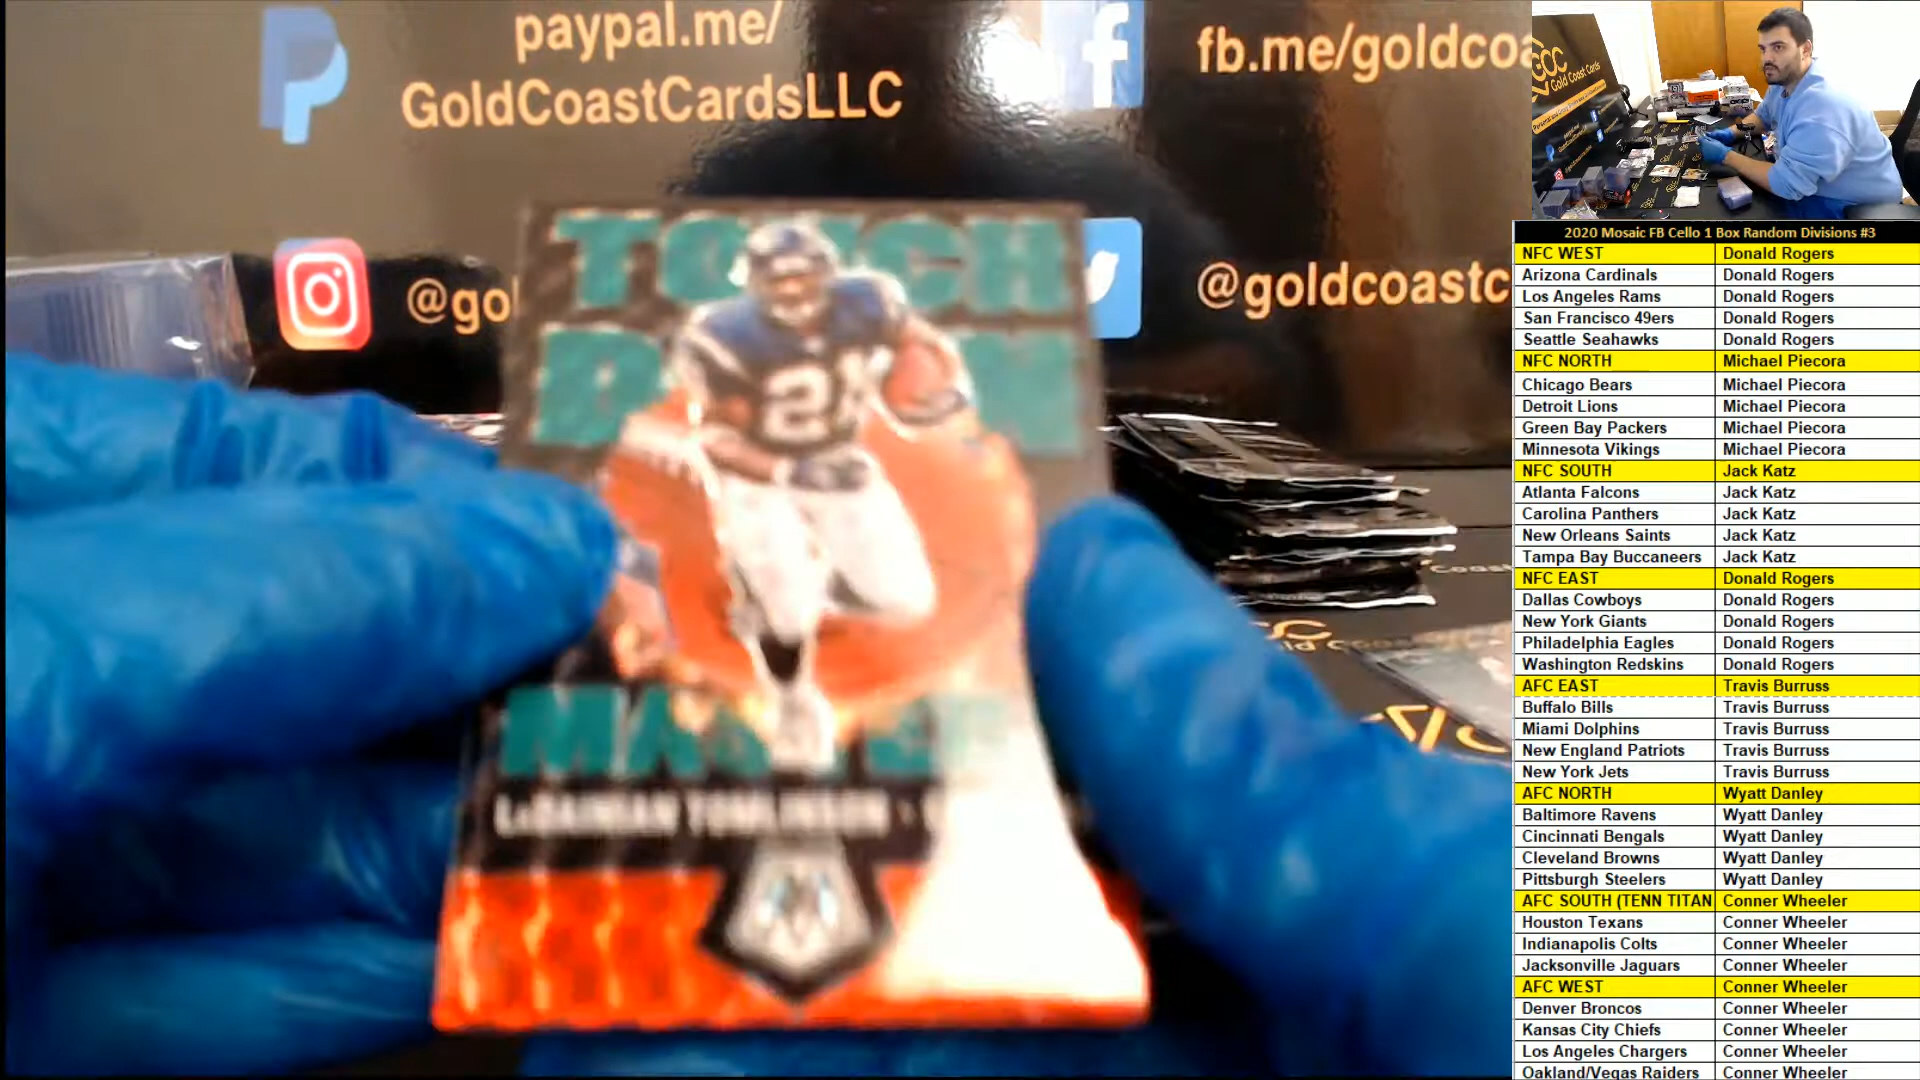 paypal.me/
GoldCoastCardsLLC
f
fb.me/goldcoa
@go
@goldcoastc
TOUCH
MASTER
LaDAINIAN TOMLINSON
21
GCC
Gold Coast Cards
2020 Mosaic FB Cello 1 Box Random Divisions #3
NFC WEST Donald Rogers
Arizona Cardinals Donald Rogers
Los Angeles Rams Donald Rogers
San Francisco 49ers Donald Rogers
Seattle Seahawks Donald Rogers
NFC NORTH Michael Piecora
Chicago Bears Michael Piecora
Detroit Lions Michael Piecora
Green Bay Packers Michael Piecora
Minnesota Vikings Michael Piecora
NFC SOUTH Jack Katz
Atlanta Falcons Jack Katz
Carolina Panthers Jack Katz
New Orleans Saints Jack Katz
Tampa Bay Buccaneers Jack Katz
NFC EAST Donald Rogers
Dallas Cowboys Donald Rogers
New York Giants Donald Rogers
Philadelphia Eagles Donald Rogers
Washington Redskins Donald Rogers
AFC EAST Travis Burruss
Buffalo Bills Travis Burruss
Miami Dolphins Travis Burruss
New England Patriots Travis Burruss
New York Jets Travis Burruss
AFC NORTH Wyatt Danley
Baltimore Ravens Wyatt Danley
Cincinnati Bengals Wyatt Danley
Cleveland Browns Wyatt Danley
Pittsburgh Steelers Wyatt Danley
AFC SOUTH (TENN TITAN Conner Wheeler
Houston Texans Conner Wheeler
Indianapolis Colts Conner Wheeler
Jacksonville Jaguars Conner Wheeler
AFC WEST Conner Wheeler
Denver Broncos Conner Wheeler
Kansas City Chiefs Conner Wheeler
Los Angeles Chargers Conner Wheeler
Oakland/Vegas Raiders Conner Wheeler